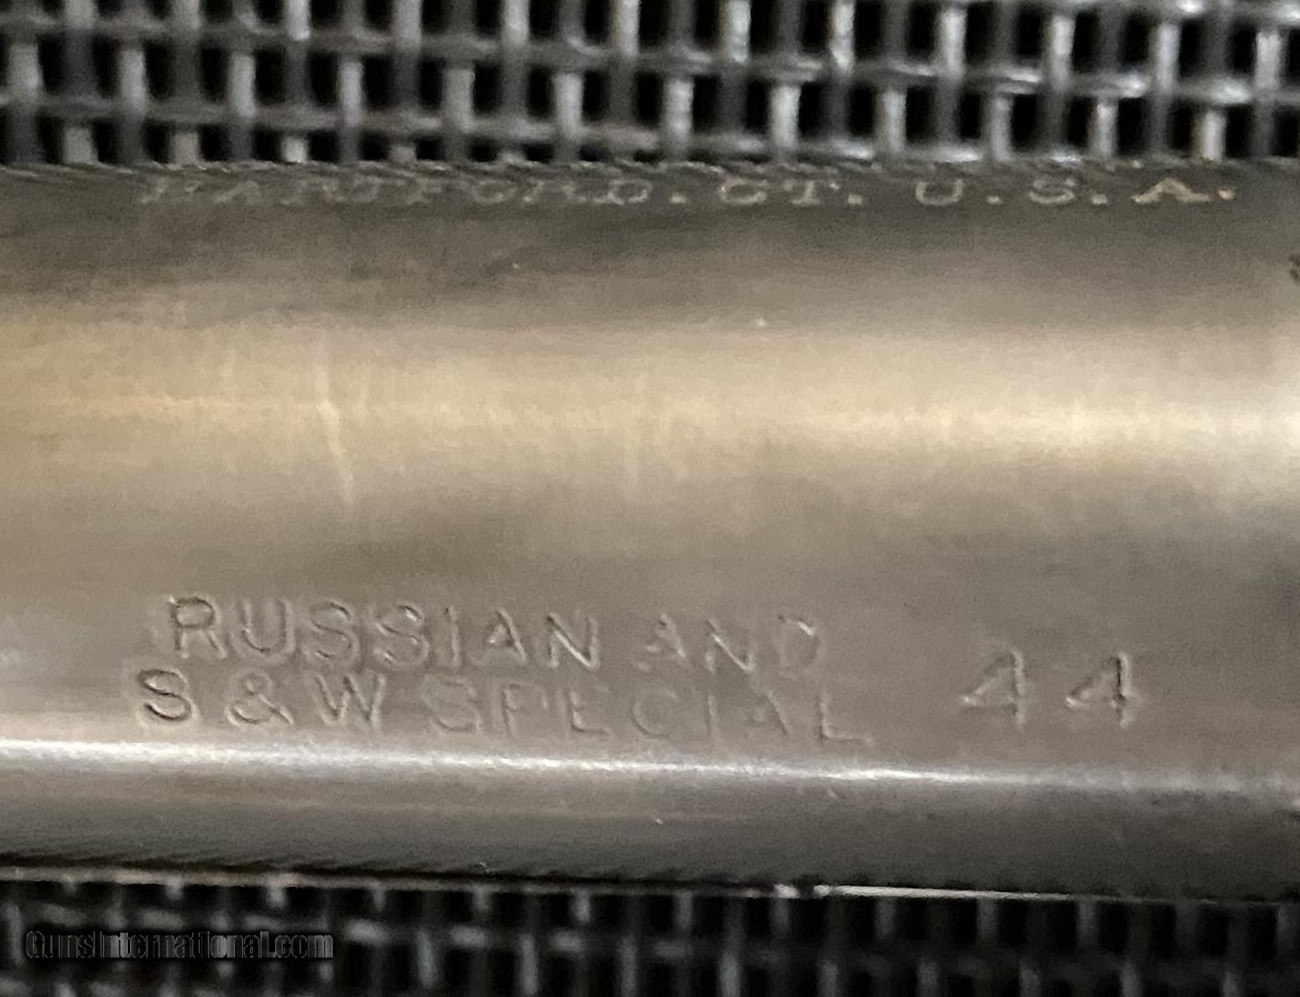 HARTFORD. CT. U.S.A.
RUSSIAN AND
S & W SPECIAL 44
GunsInternational.com